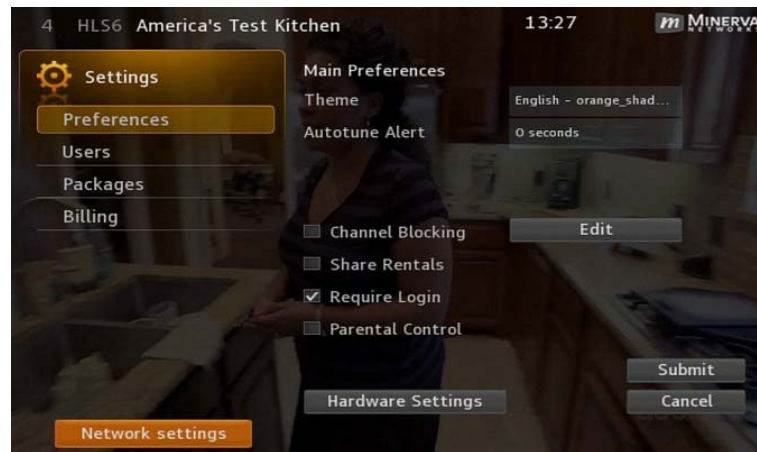 4 HLS6 America's Test Kitchen 13:27 m MINERVA
NETWORKS
Settings
Preferences
Users
Packages
Billing
Main Preferences
Theme English - orange_shad...
Autotune Alert 0 seconds
Channel Blocking Edit
Share Rentals
Require Login
Parental Control
Submit
Hardware Settings Cancel
Network settings